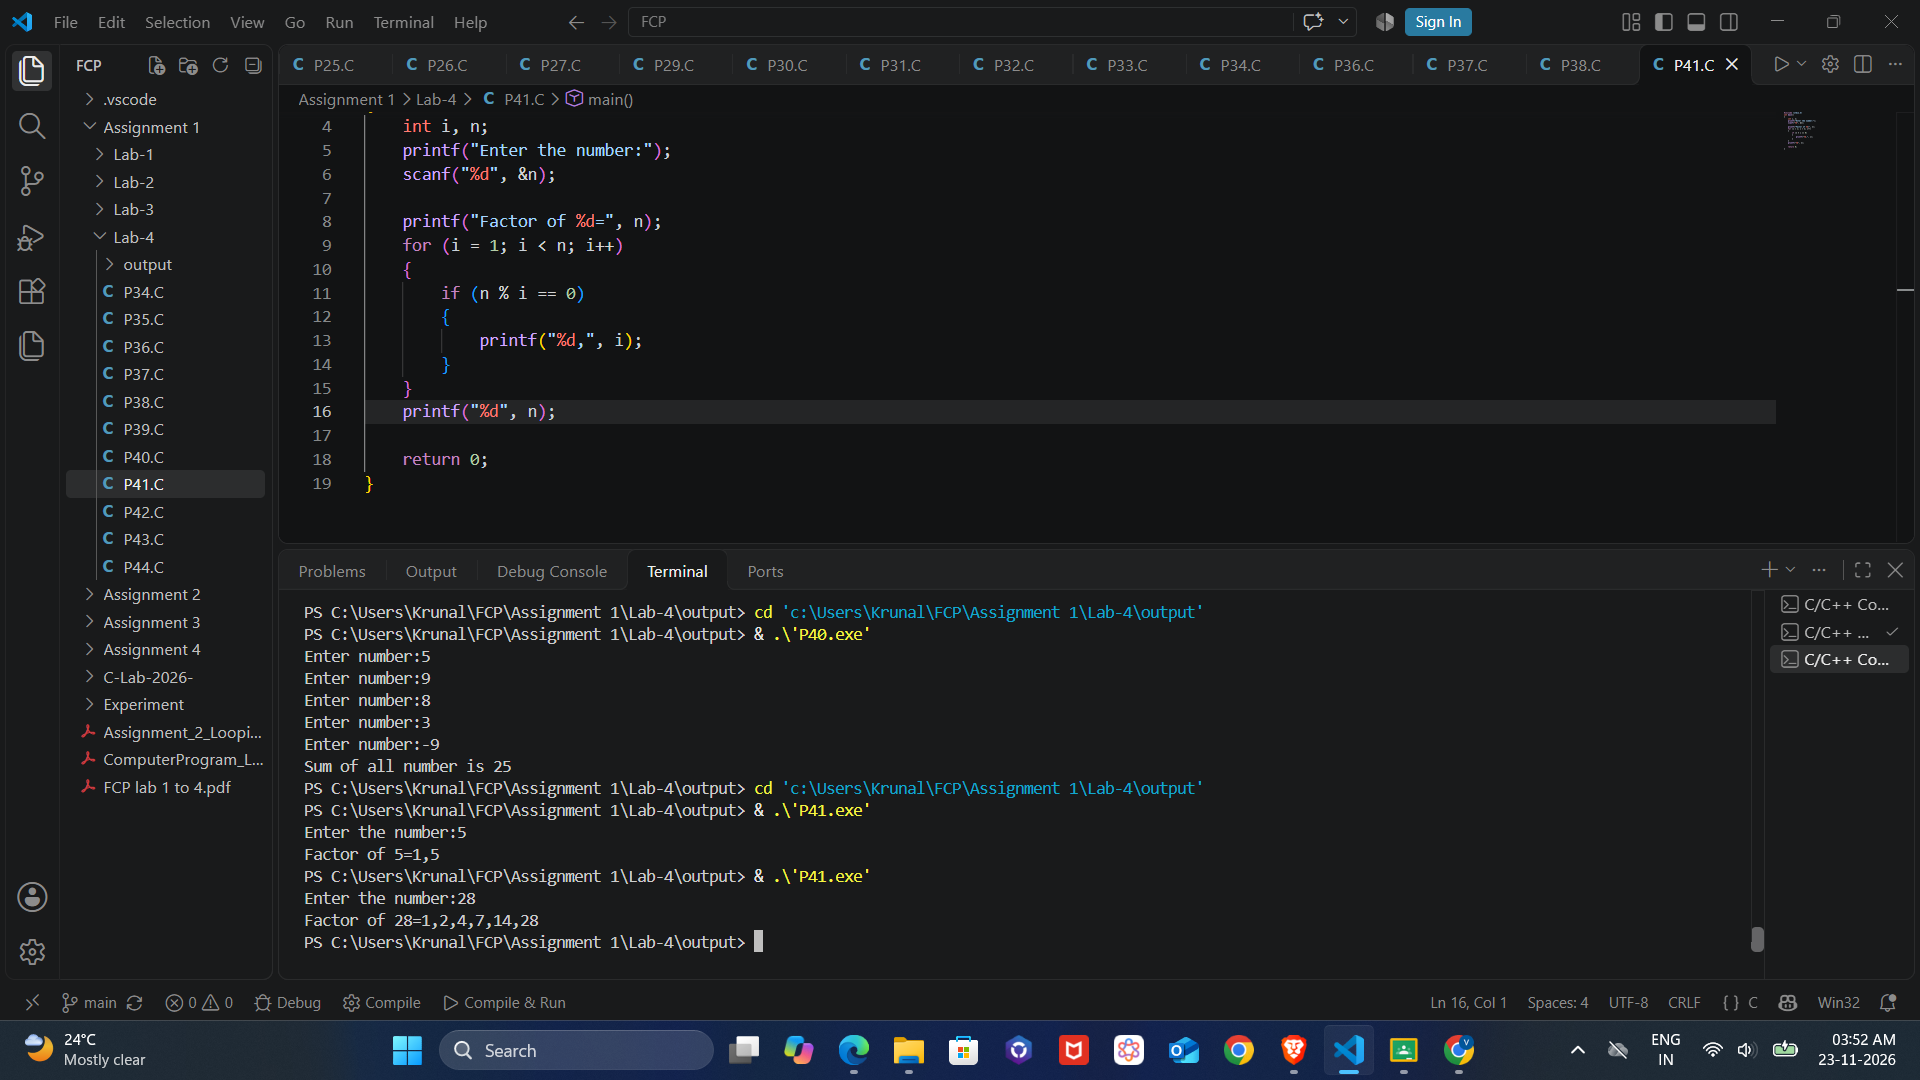 File Edit Selection View Go Run Terminal Help
FCP
Sign In
FCP
.vscode
Assignment 1
Lab-1
Lab-2
Lab-3
Lab-4
output
C P34.C
C P35.C
C P36.C
C P37.C
C P38.C
C P39.C
C P40.C
C P41.C
C P42.C
C P43.C
C P44.C
Assignment 2
Assignment 3
Assignment 4
C-Lab-2026-
Experiment
Assignment_2_Loopi...
ComputerProgram_L...
FCP lab 1 to 4.pdf
C P25.C C P26.C C P27.C C P29.C C P30.C C P31.C C P32.C C P33.C C P34.C C P36.C C P37.C C P38.C C P41.C
Assignment 1 > Lab-4 > C P41.C > main()
4 int i, n;
5 printf("Enter the number:");
6 scanf("%d", &n);
7
8 printf("Factor of %d=", n);
9 for (i = 1; i < n; i++)
10 {
11 if (n % i == 0)
12 {
13 printf("%d,", i);
14 }
15 }
16 printf("%d", n);
17
18 return 0;
19 }
Problems Output Debug Console Terminal Ports
PS C:\Users\Krunal\FCP\Assignment 1\Lab-4\output> cd 'c:\Users\Krunal\FCP\Assignment 1\Lab-4\output'
PS C:\Users\Krunal\FCP\Assignment 1\Lab-4\output> & .\'P40.exe'
Enter number:5
Enter number:9
Enter number:8
Enter number:3
Enter number:-9
Sum of all number is 25
PS C:\Users\Krunal\FCP\Assignment 1\Lab-4\output> cd 'c:\Users\Krunal\FCP\Assignment 1\Lab-4\output'
PS C:\Users\Krunal\FCP\Assignment 1\Lab-4\output> & .\'P41.exe'
Enter the number:5
Factor of 5=1,5
PS C:\Users\Krunal\FCP\Assignment 1\Lab-4\output> & .\'P41.exe'
Enter the number:28
Factor of 28=1,2,4,7,14,28
PS C:\Users\Krunal\FCP\Assignment 1\Lab-4\output>
C/C++ Co...
C/C++ ...
C/C++ Co...
main 0 0 Debug Compile Compile & Run
Ln 16, Col 1 Spaces: 4 UTF-8 CRLF {} C Win32
24°C
Mostly clear
Search
ENG
IN
03:52 AM
23-11-2026